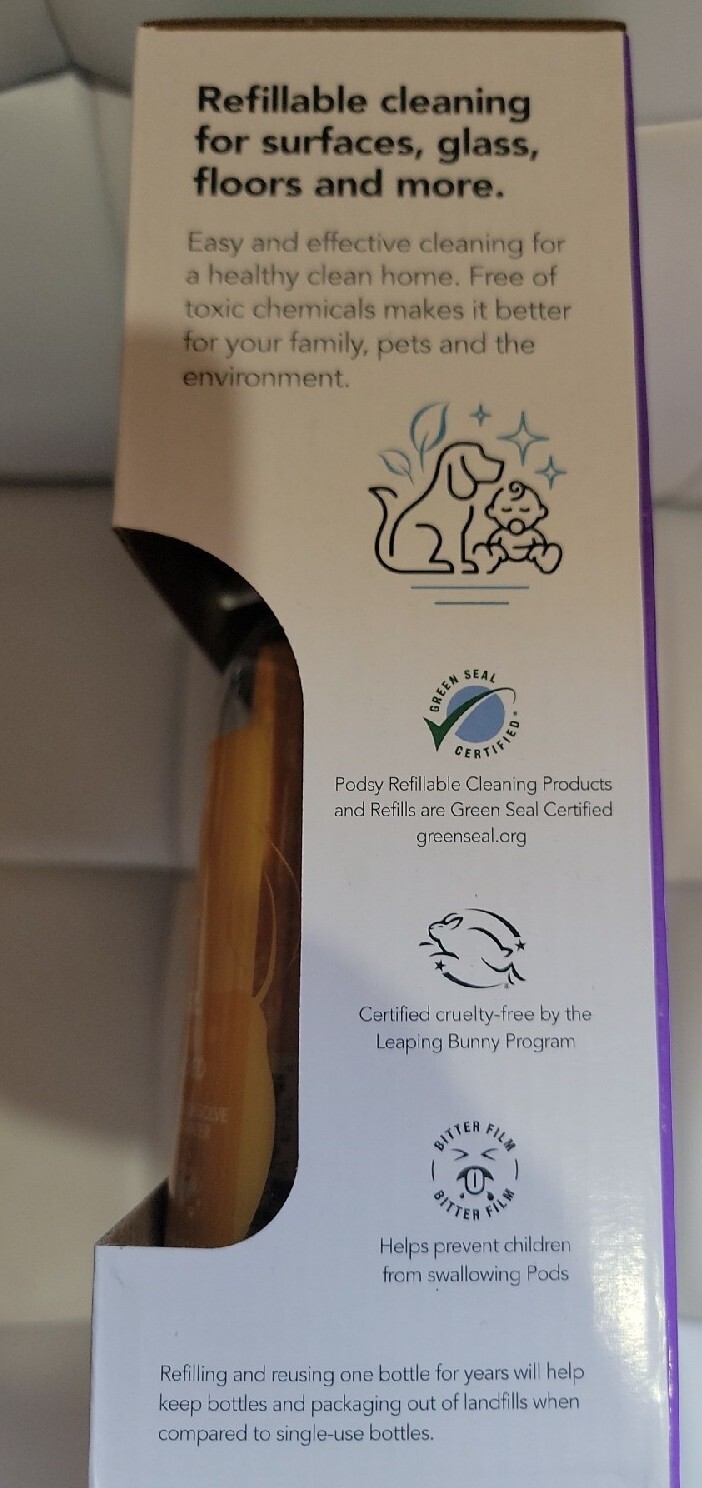 Refillable cleaning
for surfaces, glass,
floors and more.
Easy and effective cleaning for
a healthy clean home. Free of
toxic chemicals makes it better
for your family, pets and the
environment.
GREEN SEAL
CERTIFIED
Podsy Refillable Cleaning Products
and Refills are Green Seal Certified
greenseal.org
Certified cruelty-free by the
Leaping Bunny Program
BITTER FILM
BITTER FILM
Helps prevent children
from swallowing Pods
Refilling and reusing one bottle for years will help
keep bottles and packaging out of landfills when
compared to single-use bottles.